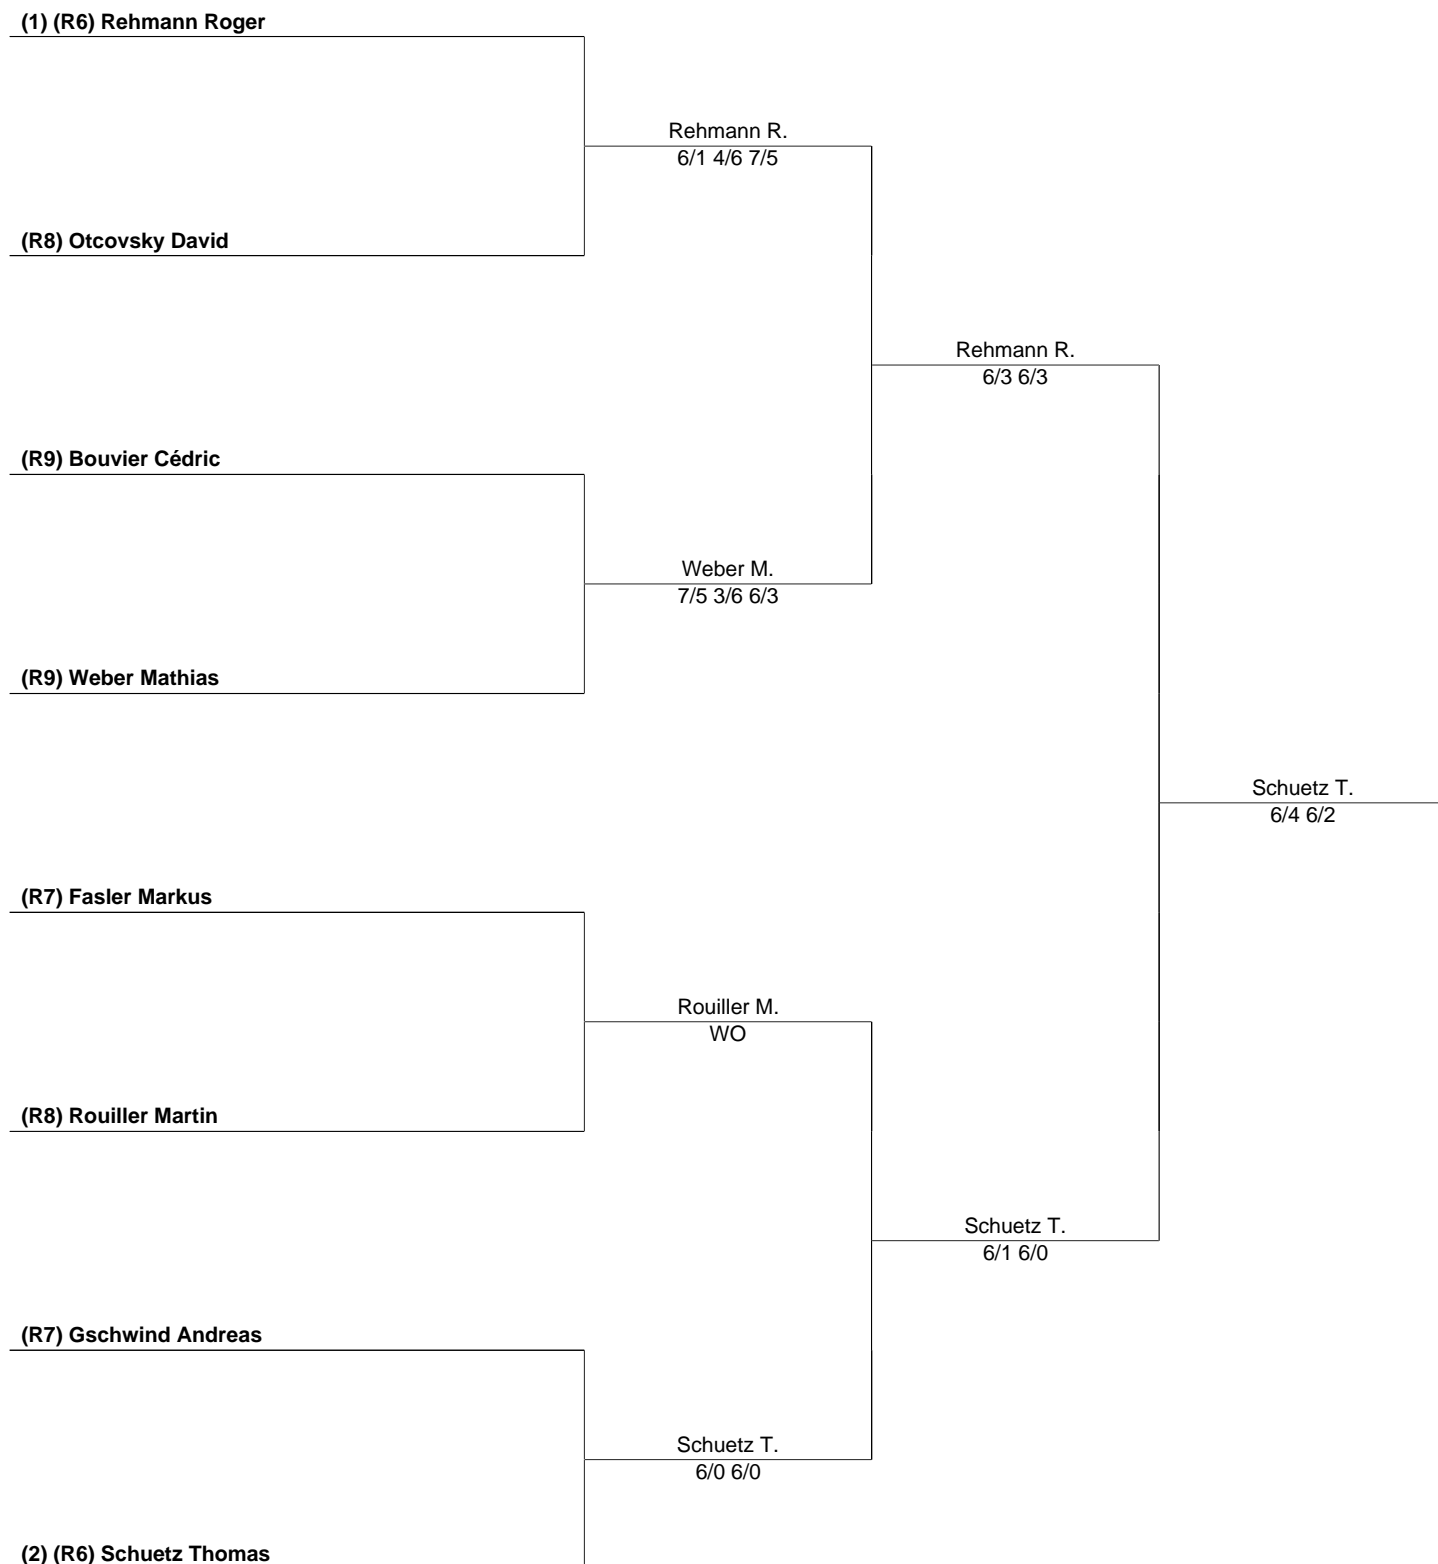 (1) (R6) Rehmann Roger
Rehmann R.
6/1 4/6 7/5
(R8) Otcovsky David
Rehmann R.
6/3 6/3
(R9) Bouvier Cédric
Weber M.
7/5 3/6 6/3
(R9) Weber Mathias
Schuetz T.
6/4 6/2
(R7) Fasler Markus
Rouiller M.
WO
(R8) Rouiller Martin
Schuetz T.
6/1 6/0
(R7) Gschwind Andreas
Schuetz T.
6/0 6/0
(2) (R6) Schuetz Thomas